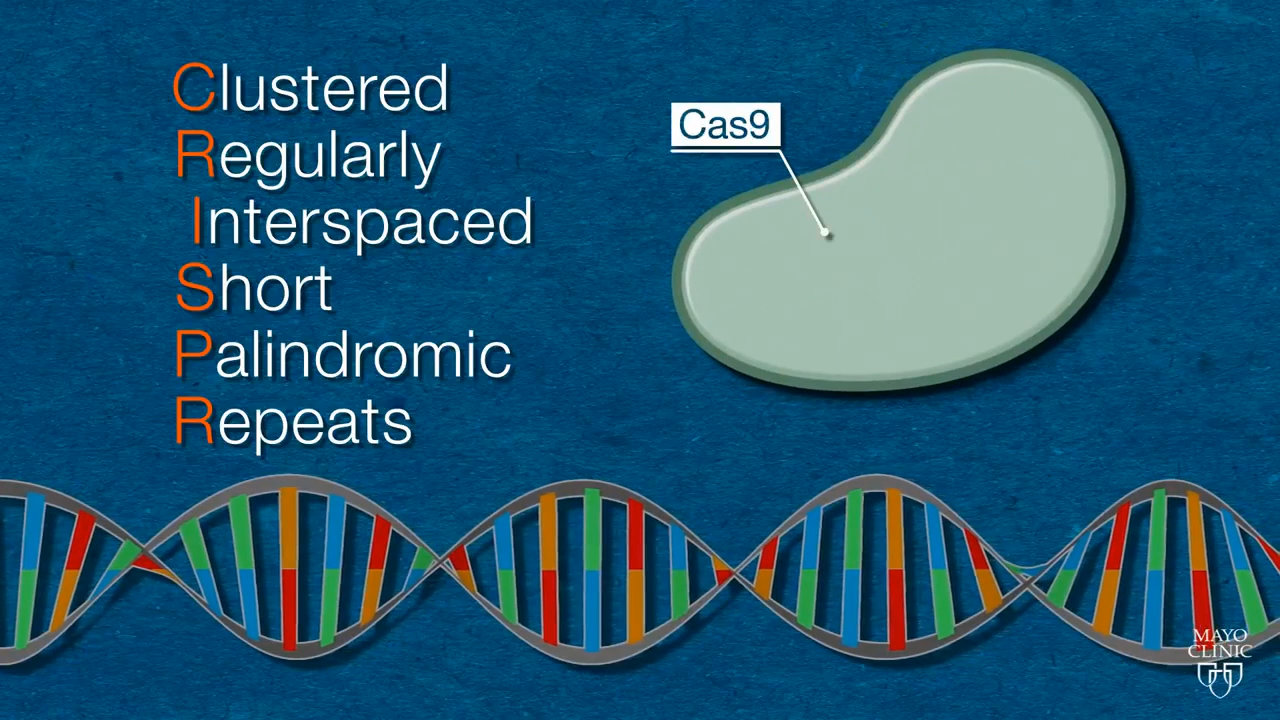 Clustered
Regularly
Interspaced
Short
Palindromic
Repeats
Cas9
MAYO
CLINIC